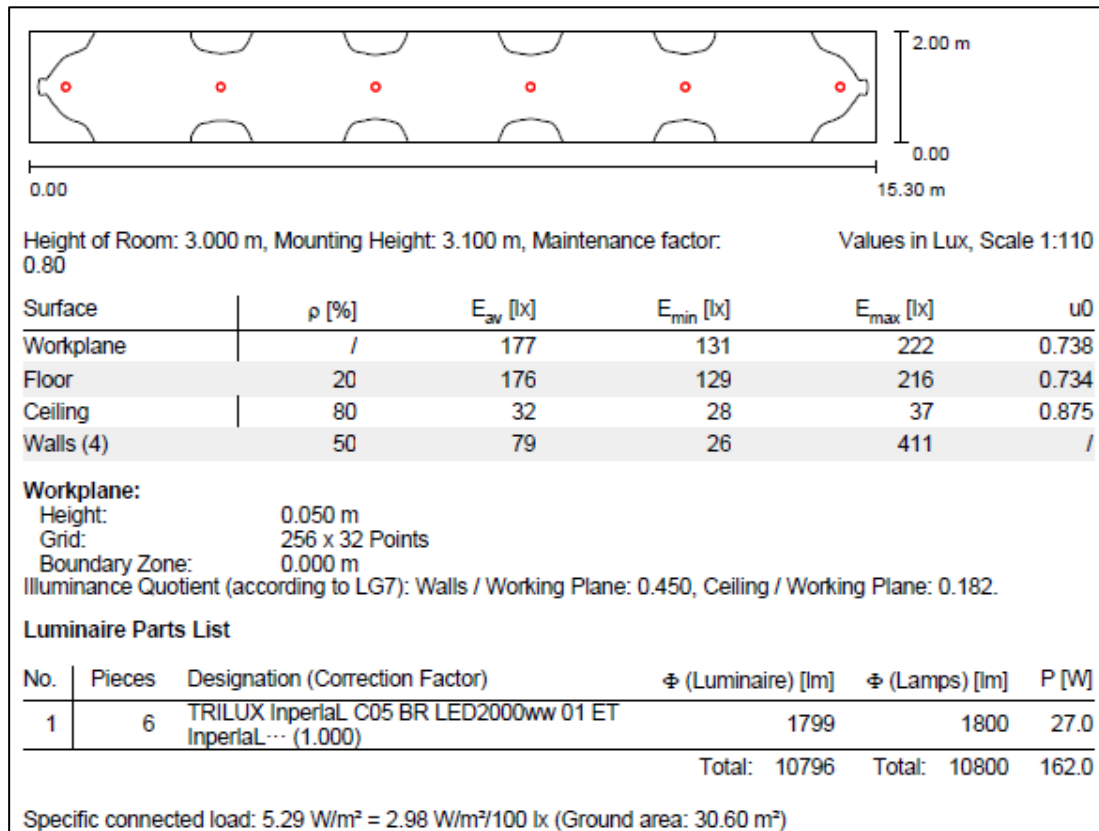 2.00 m
0.00
0.00 15.30 m
Height of Room: 3.000 m, Mounting Height: 3.100 m, Maintenance factor: Values in Lux, Scale 1:110
0.80
Surface ρ [%] Eav [lx] Emin [lx] Emax [lx] u0
Workplane / 177 131 222 0.738
Floor 20 176 129 216 0.734
Ceiling 80 32 28 37 0.875
Walls (4) 50 79 26 411 /
Workplane:
Height: 0.050 m
Grid: 256 x 32 Points
Boundary Zone: 0.000 m
Illuminance Quotient (according to LG7): Walls / Working Plane: 0.450, Ceiling / Working Plane: 0.182.
Luminaire Parts List
No. Pieces Designation (Correction Factor) Φ (Luminaire) [lm] Φ (Lamps) [lm] P [W]
1 6 TRILUX InperlaL C05 BR LED2000ww 01 ET 1799 1800 27.0
InperlaL··· (1.000)
Total: 10796 Total: 10800 162.0
Specific connected load: 5.29 W/m² = 2.98 W/m²/100 lx (Ground area: 30.60 m²)